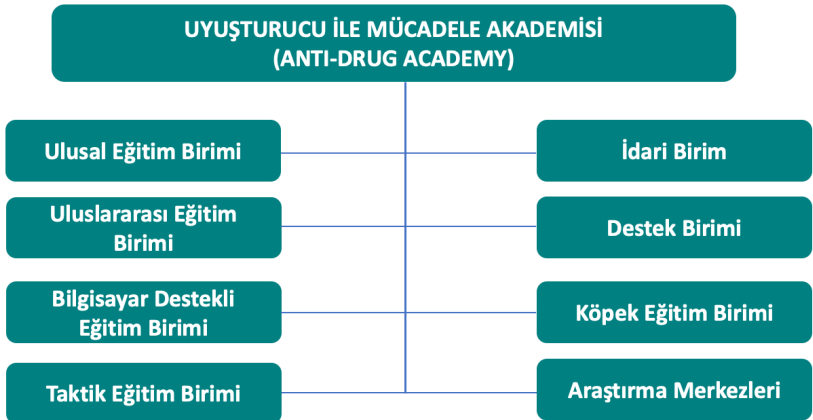 UYUŞTURUCU İLE MÜCADELE AKADEMİSİ
(ANTI-DRUG ACADEMY)
Ulusal Eğitim Birimi
İdari Birim
Uluslararası Eğitim
Birimi
Destek Birimi
Bilgisayar Destekli
Eğitim Birimi
Köpek Eğitim Birimi
Taktik Eğitim Birimi
Araştırma Merkezleri